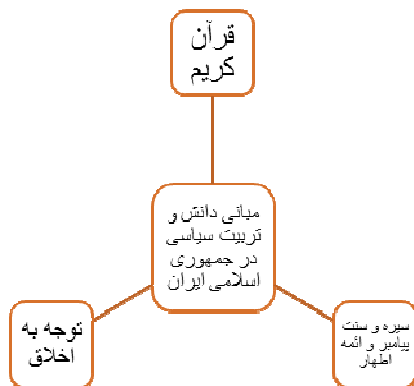 قرآن
کریم
مبانی دانش و
تربیت سیاسی
در جمهوری
اسلامی ایران
توجه به
اخلاق
سیره و سنت
پیامبر و ائمه
اطهار